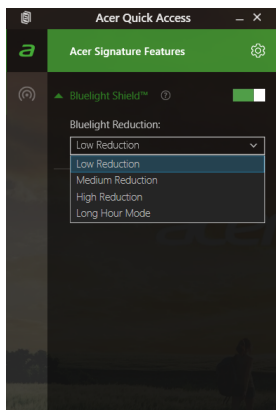 Acer Quick Access
a
Acer Signature Features
Bluelight Shield™ ?
Bluelight Reduction:
Low Reduction
Low Reduction
Medium Reduction
High Reduction
Long Hour Mode
acer